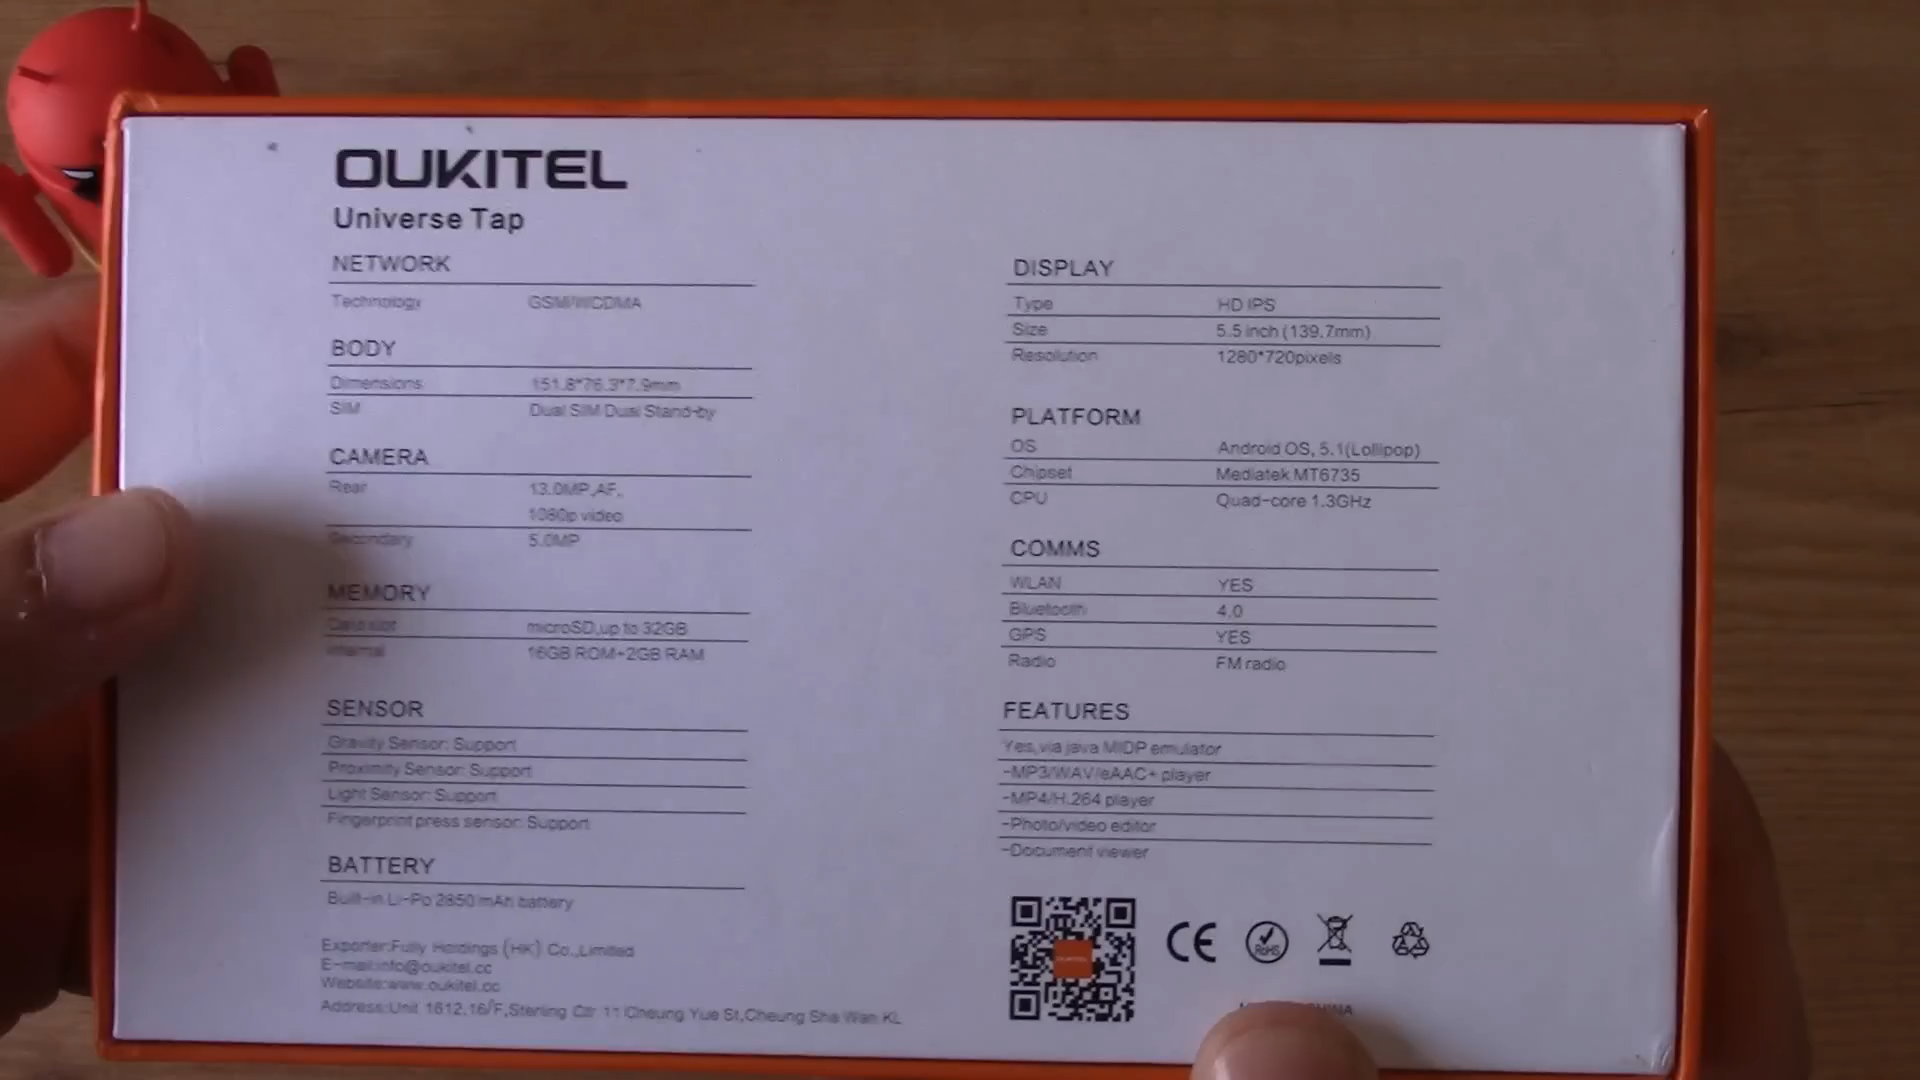 OUKITEL
Universe Tap
NETWORK
Technology GSM/WCDMA
BODY
Dimensions 151.8*76.3*7.9mm
SIM Dual SIM Dual Stand-by
CAMERA
Rear 13.0MP,AF,
1080p video
Secondary 5.0MP
MEMORY
Card slot microSD,up to 32GB
Internal 16GB ROM+2GB RAM
SENSOR
Gravity Sensor: Support
Proximity Sensor: Support
Light Sensor: Support
Fingerprint press sensor: Support
BATTERY
Built-in Li-Po 2850 mAh battery
Exporter:Fully Holdings (HK) Co.,Limited
E-mail:info@oukitel.cc
Website:www.oukitel.cc
Address:Unit 1612,16/F,Sterling Ctr 11 Cheung Yue St,Cheung Sha Wan KL
DISPLAY
Type HD IPS
Size 5.5 inch (139.7mm)
Resolution 1280*720pixels
PLATFORM
OS Android OS, 5.1(Lollipop)
Chipset Mediatek MT6735
CPU Quad-core 1.3GHz
COMMS
WLAN YES
Bluetooth 4.0
GPS YES
Radio FM radio
FEATURES
Yes,via java MIDP emulator
-MP3/WAV/eAAC+ player
-MP4/H.264 player
-Photo/video editor
-Document viewer
OUKITEL
CE
RoHS